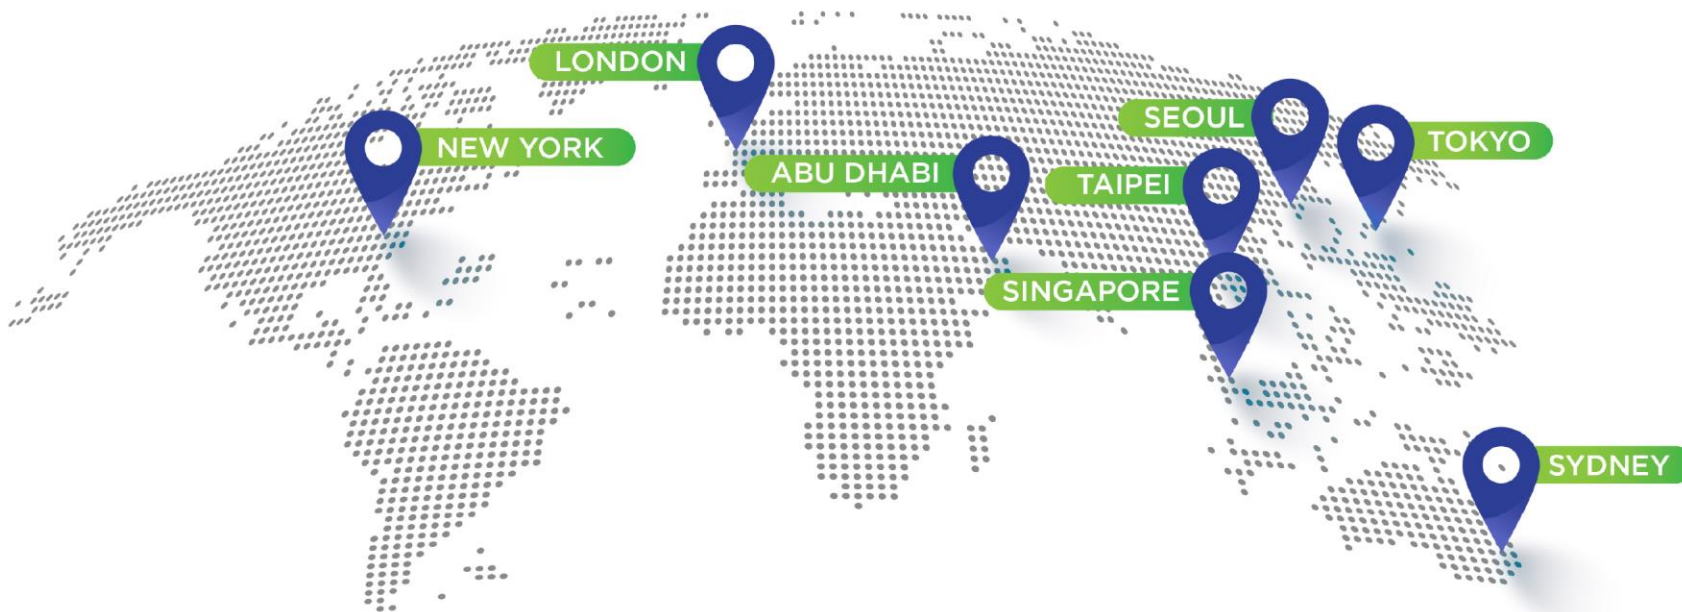 LONDON
NEW YORK
SEOUL
TOKYO
ABU DHABI
TAIPEI
SINGAPORE
SYDNEY